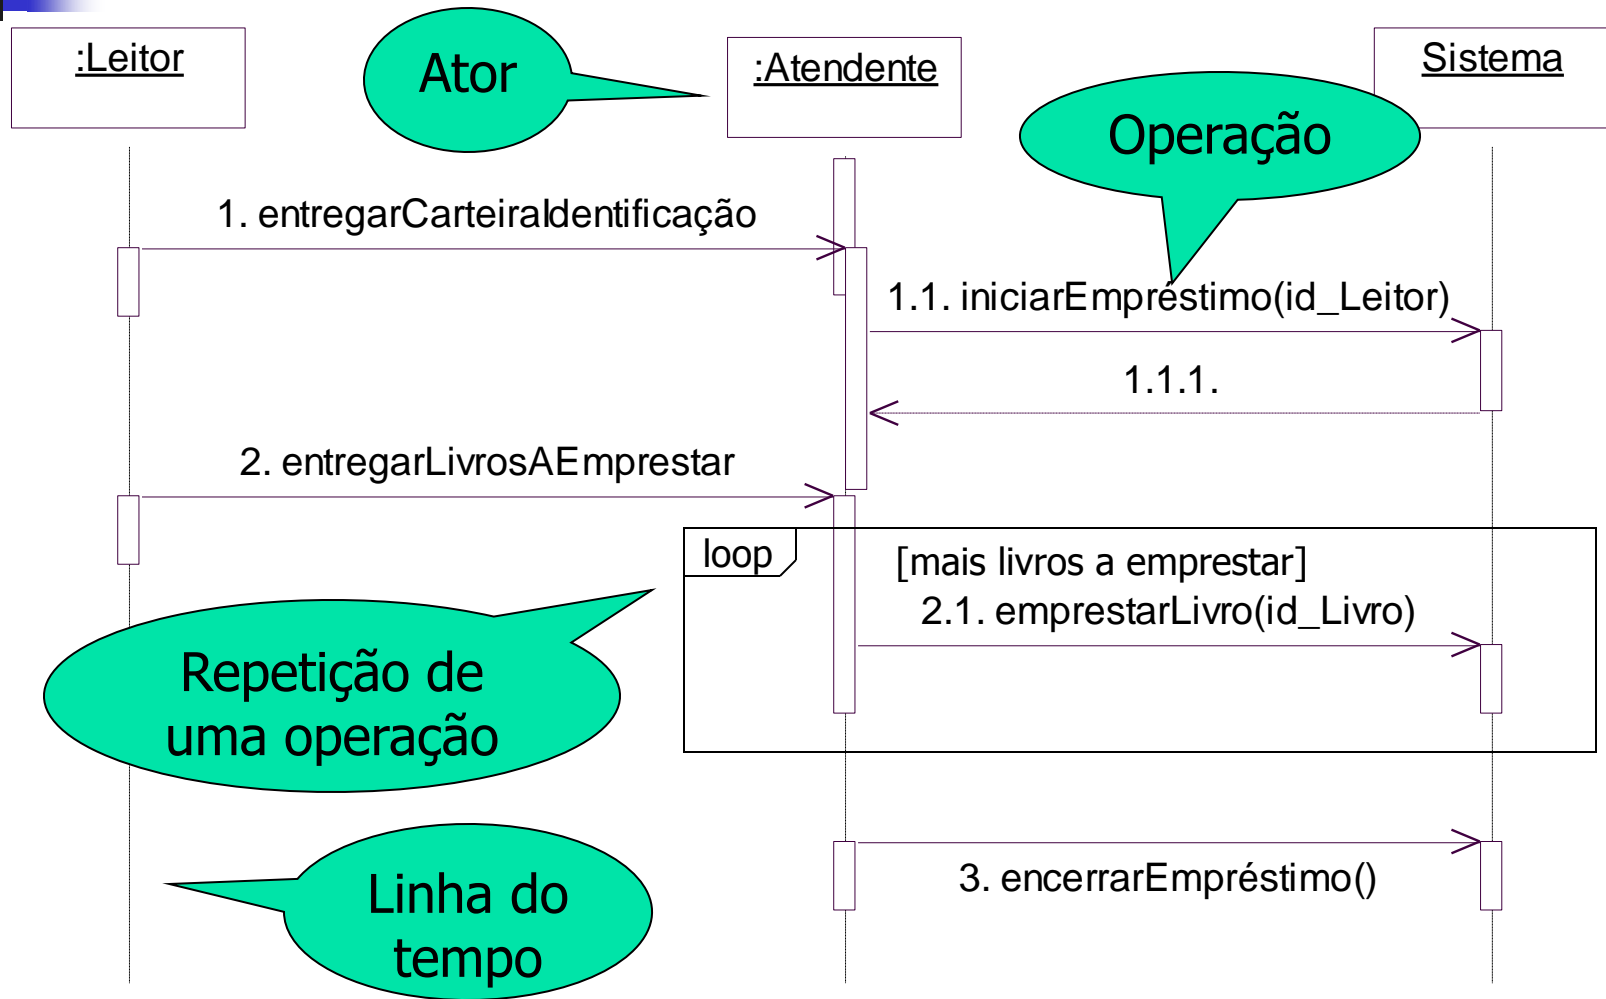 :Leitor
Ator
:Atendente
Sistema
Operação
1. entregarCarteiraIdentificação
1.1. iniciarEmpréstimo(id_Leitor)
1.1.1.
2. entregarLivrosAEmprestar
loop
[mais livros a emprestar]
2.1. emprestarLivro(id_Livro)
Repetição de
uma operação
3. encerrarEmpréstimo()
Linha do
tempo